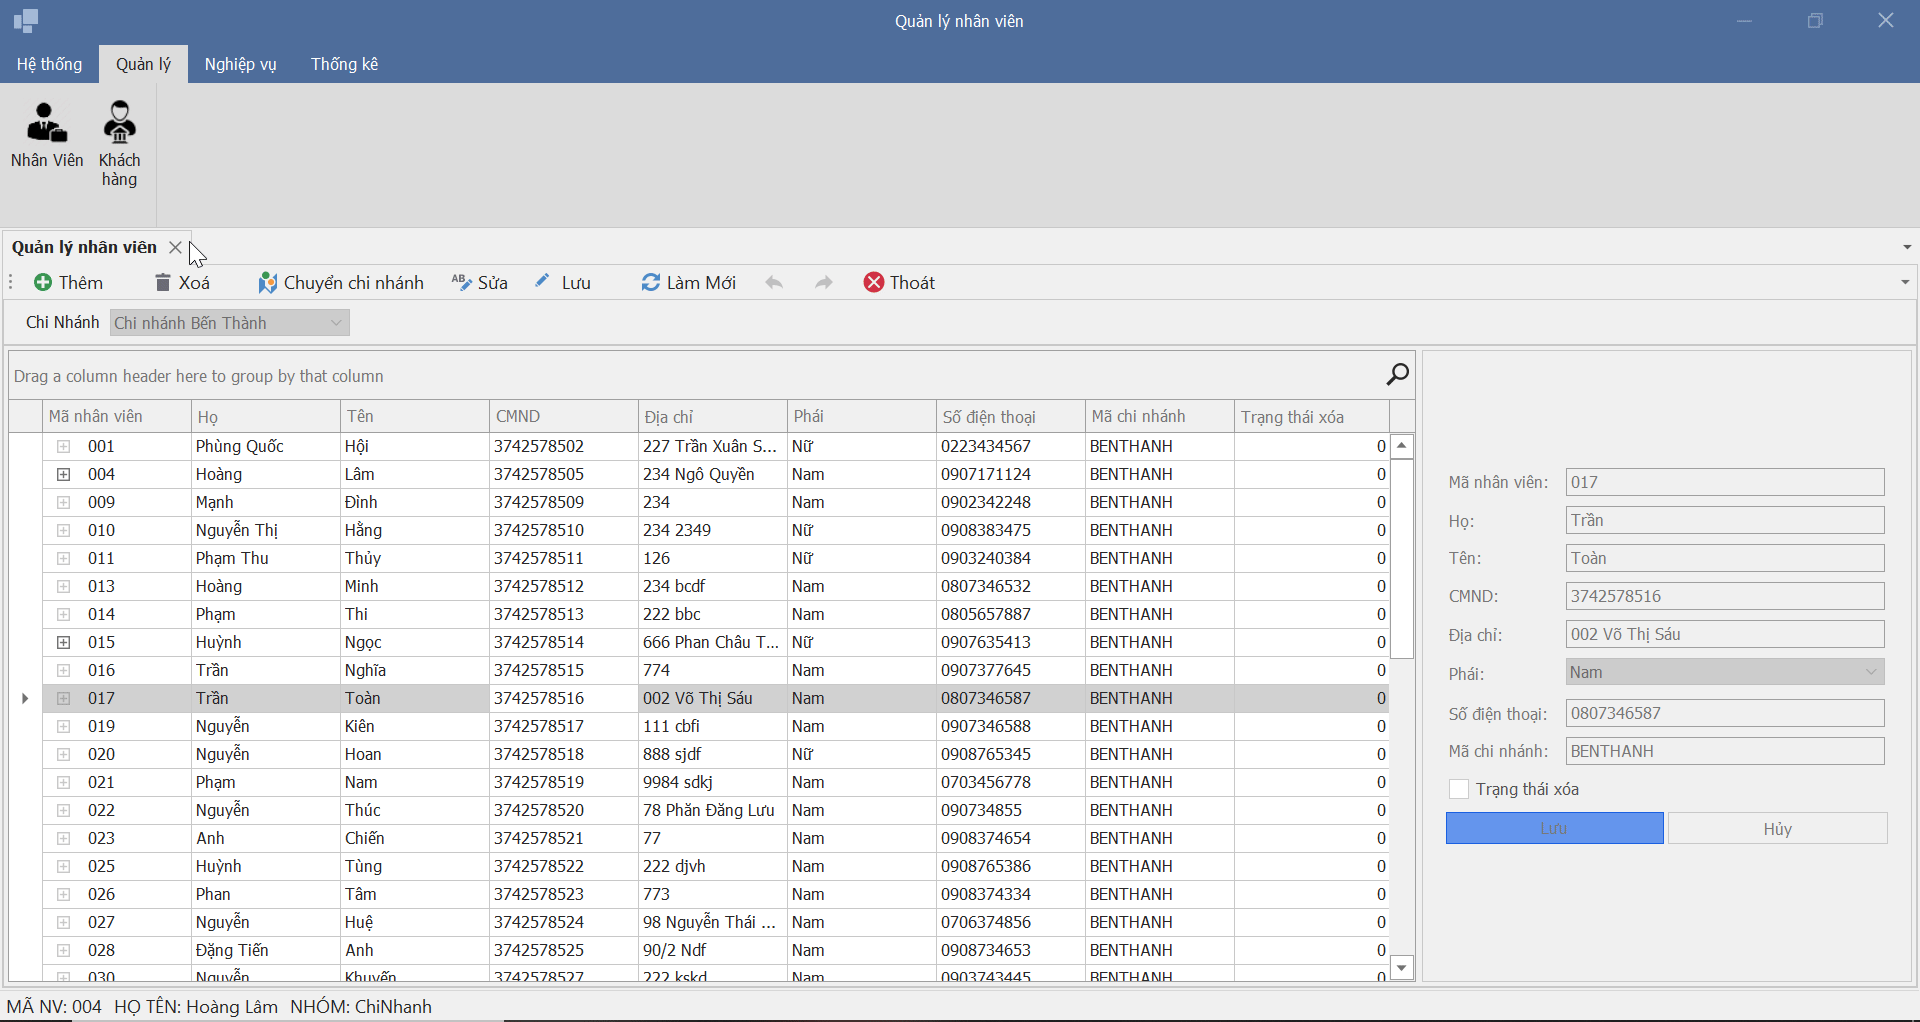 Quản lý nhân viên
Hệ thống Quản lý Nghiệp vụ Thống kê
Nhân Viên Khách
hàng
Quản lý nhân viên
Thêm Xoá Chuyển chi nhánh Sửa Lưu Làm Mới Thoát
Chi Nhánh Chi nhánh Bến Thành
Drag a column header here to group by that column
Mã nhân viên Họ Tên CMND Địa chỉ Phái Số điện thoại Mã chi nhánh Trạng thái xóa
001 Phùng Quốc Hội 3742578502 227 Trần Xuân S... Nữ 0223434567 BENTHANH 0
004 Hoàng Lâm 3742578505 234 Ngô Quyền Nam 0907171124 BENTHANH 0
009 Mạnh Đình 3742578509 234 Nam 0902342248 BENTHANH 0
010 Nguyễn Thị Hằng 3742578510 234 2349 Nữ 0908383475 BENTHANH 0
011 Phạm Thu Thủy 3742578511 126 Nữ 0903240384 BENTHANH 0
013 Hoàng Minh 3742578512 234 bcdf Nam 0807346532 BENTHANH 0
014 Phạm Thi 3742578513 222 bbc Nam 0805657887 BENTHANH 0
015 Huỳnh Ngọc 3742578514 666 Phan Châu T... Nữ 0907635413 BENTHANH 0
016 Trần Nghĩa 3742578515 774 Nam 0907377645 BENTHANH 0
017 Trần Toàn 3742578516 002 Võ Thị Sáu Nam 0807346587 BENTHANH 0
019 Nguyễn Kiên 3742578517 111 cbfi Nam 0907346588 BENTHANH 0
020 Nguyễn Hoan 3742578518 888 sjdf Nữ 0908765345 BENTHANH 0
021 Phạm Nam 3742578519 9984 sdkj Nam 0703456778 BENTHANH 0
022 Nguyễn Thúc 3742578520 78 Phăn Đăng Lưu Nam 090734855 BENTHANH 0
023 Anh Chiến 3742578521 77 Nam 0908374654 BENTHANH 0
025 Huỳnh Tùng 3742578522 222 djvh Nam 0908765386 BENTHANH 0
026 Phan Tâm 3742578523 773 Nam 0908374334 BENTHANH 0
027 Nguyễn Huệ 3742578524 98 Nguyễn Thái ... Nam 0706374856 BENTHANH 0
028 Đặng Tiến Anh 3742578525 90/2 Ndf Nam 0908734653 BENTHANH 0
030 Nguyễn Khuyến 3742578527 222 kskd Nam 0903743445 BENTHANH 0
Mã nhân viên: 017
Họ: Trần
Tên: Toàn
CMND: 3742578516
Địa chỉ: 002 Võ Thị Sáu
Phái: Nam
Số điện thoại: 0807346587
Mã chi nhánh: BENTHANH
Trạng thái xóa
Lưu Hủy
MÃ NV: 004 HỌ TÊN: Hoàng Lâm NHÓM: ChiNhanh